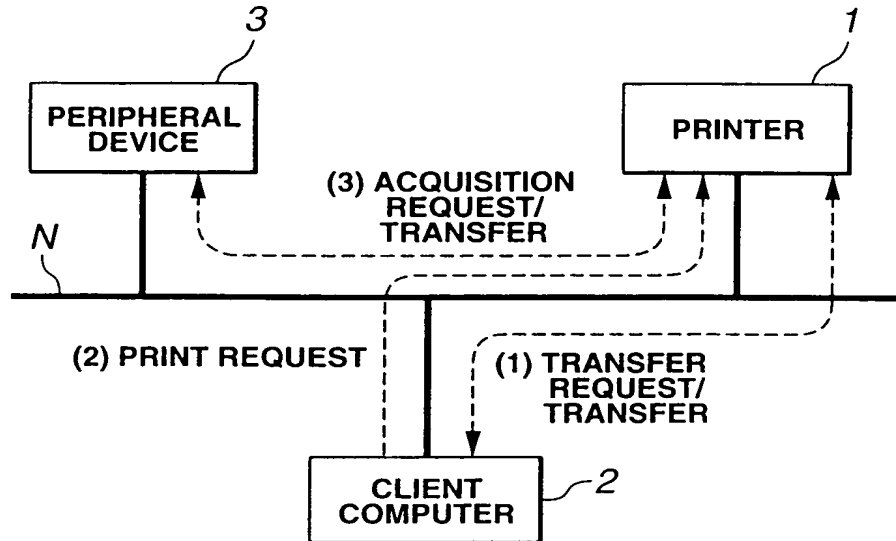 3
1
PERIPHERAL
DEVICE
PRINTER
(3) ACQUISITION
REQUEST/
TRANSFER
N
(2) PRINT REQUEST
(1) TRANSFER
REQUEST/
TRANSFER
CLIENT
COMPUTER
2